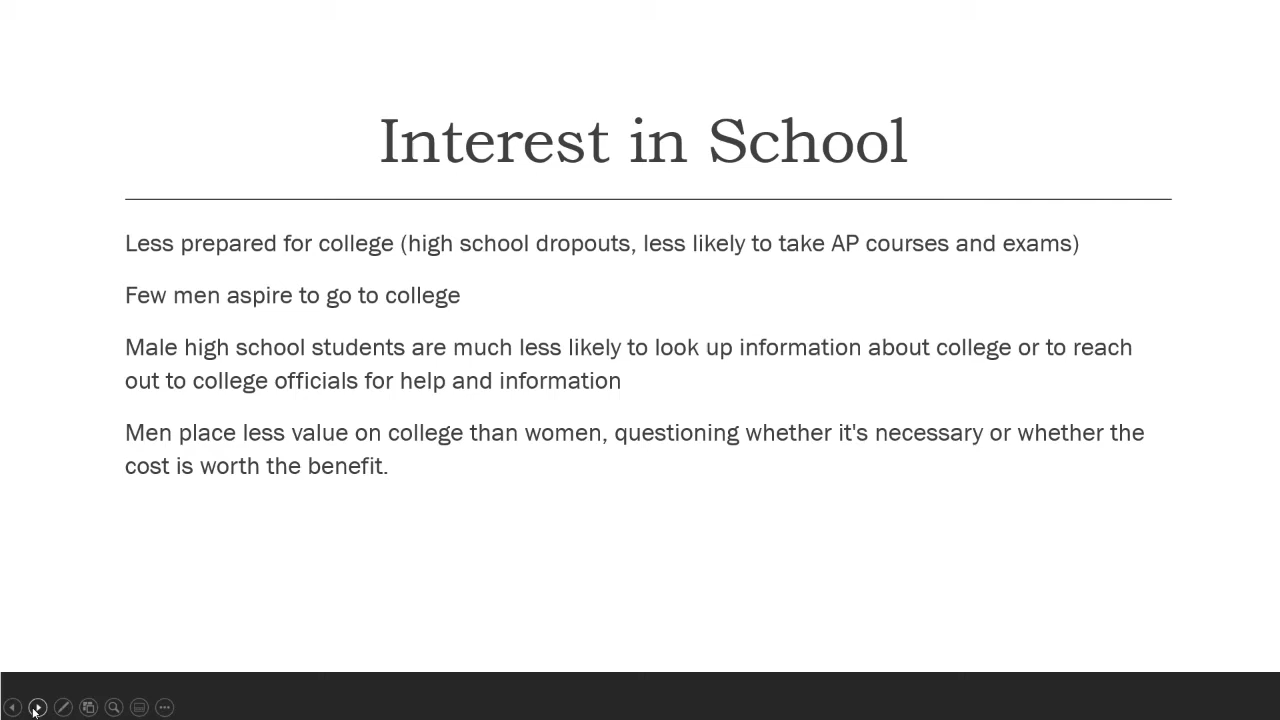 Interest in School
Less prepared for college (high school dropouts, less likely to take AP courses and exams)
Few men aspire to go to college
Male high school students are much less likely to look up information about college or to reach
out to college officials for help and information
Men place less value on college than women, questioning whether it's necessary or whether the
cost is worth the benefit.